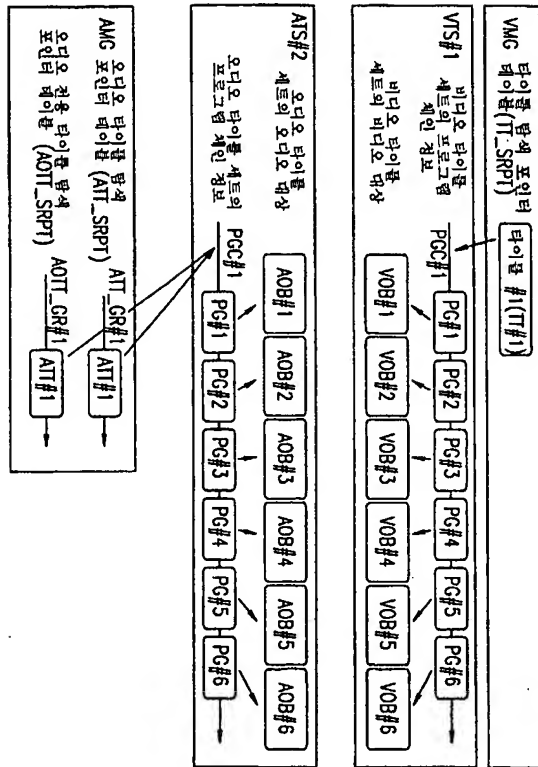 VMG
타이틀 탐색 포인터
테이블(TT_SRPT)
타이틀 #1(TT#1)
VTS#1
비디오 타이틀
세트의 프로그램
체인 정보
PGC#1
PG#1
PG#2
PG#3
PG#4
PG#5
PG#6
비디오 타이틀
세트의 비디오 대상
VOB#1
VOB#2
VOB#3
VOB#4
VOB#5
VOB#6
ATS#2
오디오 타이틀
세트의 오디오 대상
AOB#1
AOB#2
AOB#3
AOB#4
AOB#5
AOB#6
오디오 타이틀 세트의
프로그램 체인 정보
PGC#1
PG#1
PG#2
PG#3
PG#4
PG#5
PG#6
AMG
오디오 타이틀 탐색
포인터 테이블 (ATT_SRPT)
ATT_GR#1
ATT#1
오디오 전용 타이틀 탐색
포인터 테이블 (AOTT_SRPT)
AOTT_GR#1
ATT#1